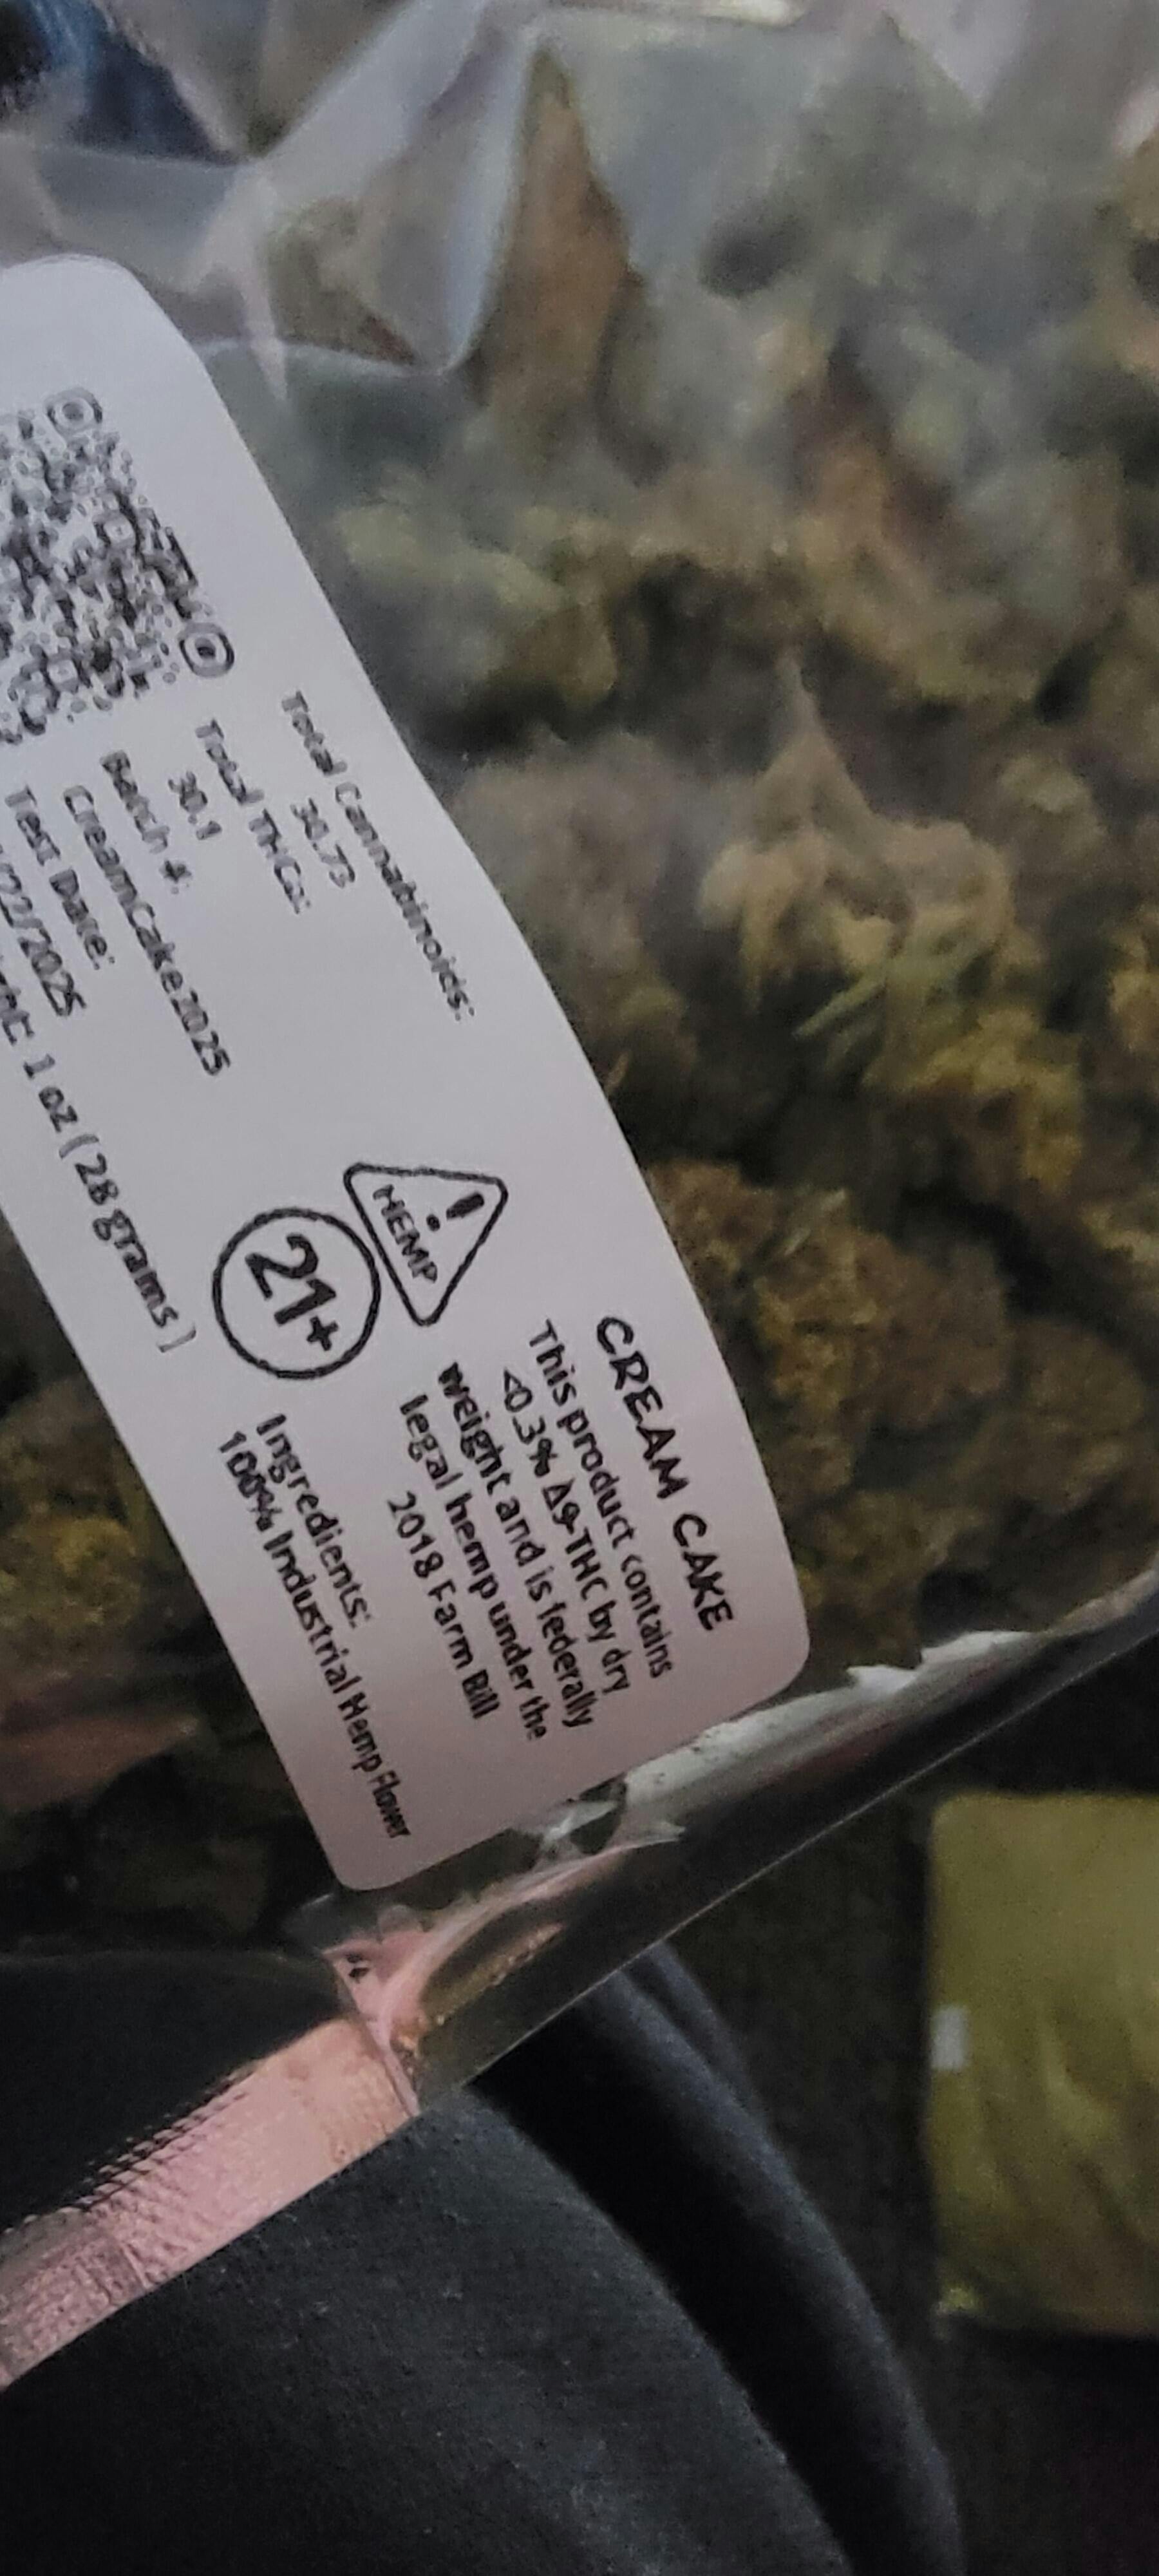 CREAM CAKE
This product contains
<0.3% Δ9-THC by dry
weight and is federally
legal hemp under the
2018 Farm Bill
Ingredients:
100% Industrial Hemp Flower
HEMP
21+
Total Cannabinoids:
30.73
Total THCa:
30.1
Batch #:
CreamCake2025
Test Date:
/22/2025
1 oz ( 28 grams )